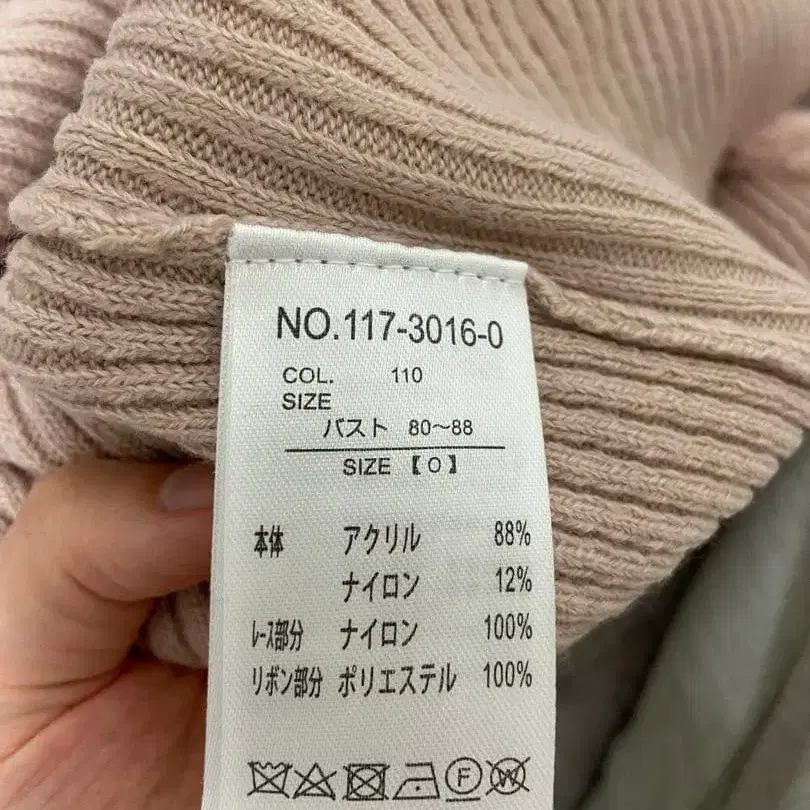 NO.117-3016-0
COL. 110
SIZE
バスト 80～88
SIZE 【O】
本体 アクリル 88%
ナイロン 12%
レース部分 ナイロン 100%
リボン部分 ポリエステル 100%
F W